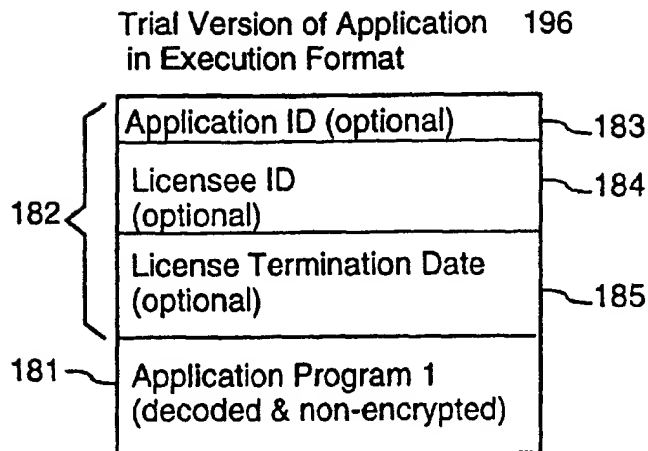 Trial Version of Application 196
in Execution Format
Application ID (optional) 183
Licensee ID 184
(optional)
182
License Termination Date
(optional) 185
181 Application Program 1
(decoded & non-encrypted)